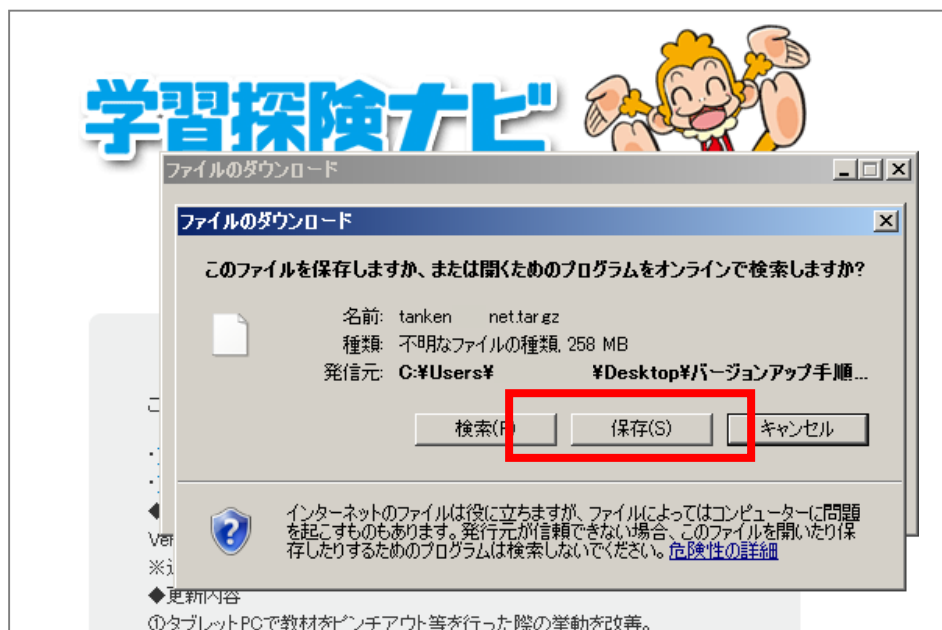 学習探険ナビ
ファイルのダウンロード
ファイルのダウンロード
このファイルを保存しますか、または開くためのプログラムをオンラインで検索しますか?
名前: tanken net.tar.gz
種類: 不明なファイルの種類, 258 MB
発信元: C:¥Users¥ ¥Desktop¥バージョンアップ手順...
検索(F) 保存(S) キャンセル
インターネットのファイルは役に立ちますが、ファイルによってはコンピューターに問題
を起こすものもあります。発行元が信頼できない場合、このファイルを開いたり保
存したりするためのプログラムは検索しないでください。危険性の詳細
◆
Ver
※
◆更新内容
①タブレットPCで教材をピンチアウト等を行った際の挙動を改善。